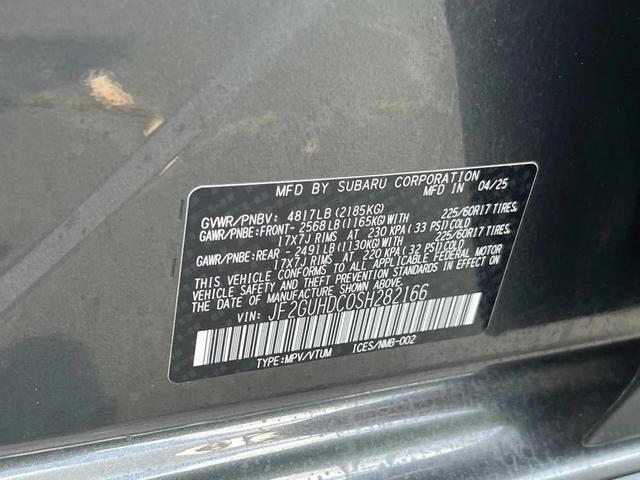 MFD BY SUBARU CORPORATION
MFD IN 04/25
GVWR/PNBV: 4817LB(2185KG)
GAWR/PNBE:FRONT- 2568LB(1165KG)WITH 225/60R17 TIRES,
17X7J RIMS AT 230 KPA(33 PSI)COLD
GAWR/PNBE: REAR -2491LB(1130KG)WITH 225/60R17 TIRES,
17X7J RIMS AT 220 KPA(32 PSI)COLD
THIS VEHICLE CONFORMS TO ALL APPLICABLE FEDERAL MOTOR
VEHICLE SAFETY STANDARDS IN EFFECT ON
THE DATE OF MANUFACTURE SHOWN ABOVE.
VIN: JF2GUHDC0SH282166
TYPE:MPV/VTUM ICES/NMB-002